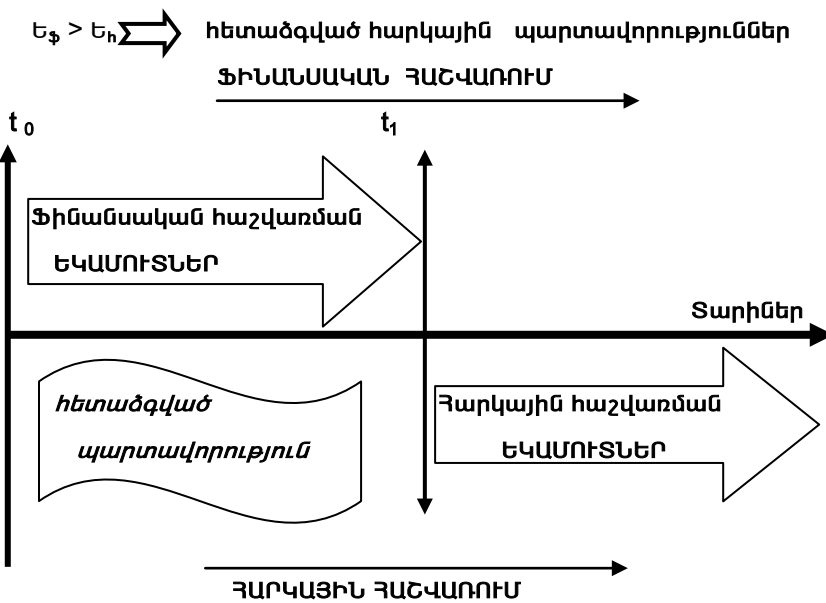 Եֆ > Եհ հետաձգված հարկային պարտավորություններ
ՖԻՆԱՆՍԱԿԱՆ ՀԱՇՎԱՌՈՒՄ
t 0
t1
Ֆինանսական հաշվառման
ԵԿԱՄՈՒՏՆԵՐ
Տարիներ
հետաձգված
պարտավորություն
Հարկային հաշվառման
ԵԿԱՄՈՒՏՆԵՐ
ՀԱՐԿԱՅԻՆ ՀԱՇՎԱՌՈՒՄ